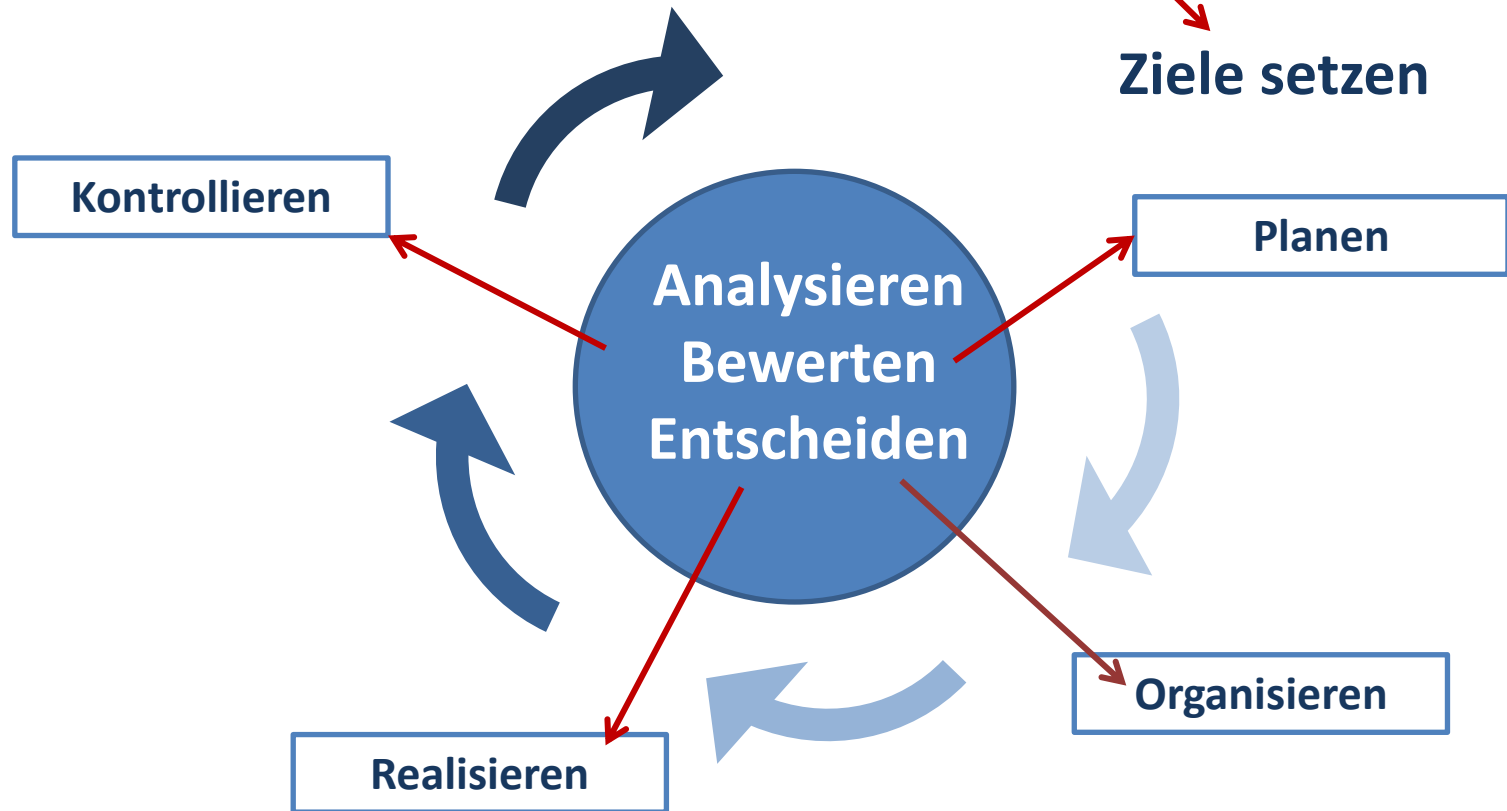 Ziele setzen
Kontrollieren
Planen
Analysieren
Bewerten
Entscheiden
Organisieren
Realisieren